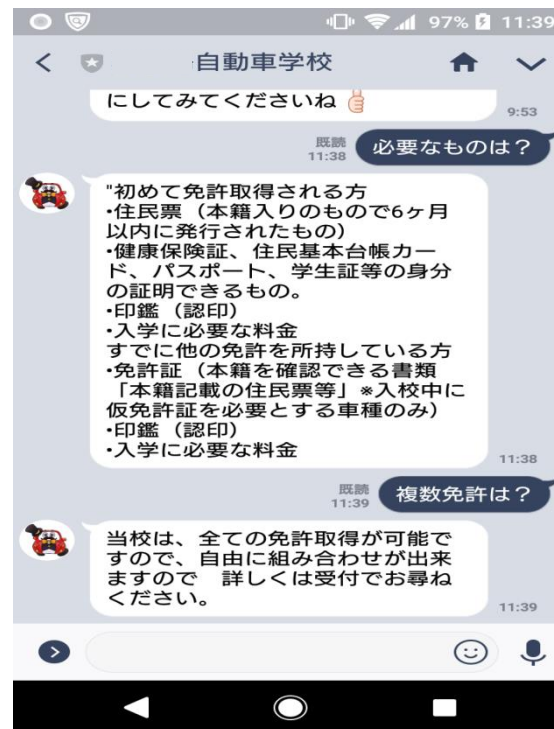 97% 11:39
自動車学校
にしてみてくださいね
9:53
既読
11:38
必要なものは?
"初めて免許取得される方
・住民票(本籍入りのもので6ヶ月
以内に発行されたもの)
・健康保険証、住民基本台帳カー
ド、パスポート、学生証等の身分
の証明できるもの。
・印鑑(認印)
・入学に必要な料金
すでに他の免許を所持している方
・免許証(本籍を確認できる書類
「本籍記載の住民票等」※入校中に
仮免許証を必要とする車種のみ)
・印鑑(認印)
・入学に必要な料金
11:38
既読
11:39
複数免許は?
当校は、全ての免許取得が可能で
すので、自由に組み合わせが出来
ますので 詳しくは受付でお尋ね
ください。
11:39